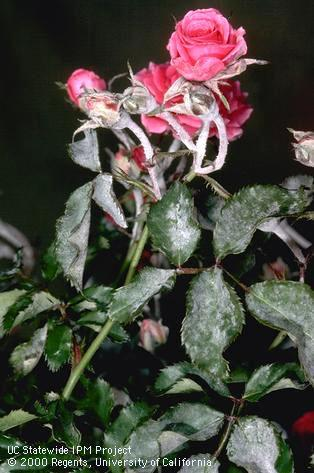 UC Statewide IPM Project
© 2000 Regents, University of California